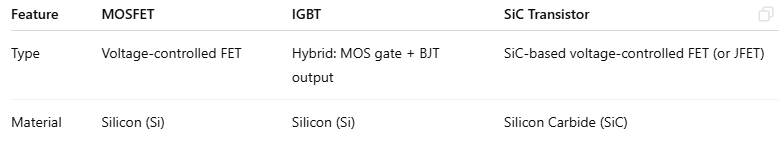 Feature MOSFET IGBT SiC Transistor
Type Voltage-controlled FET Hybrid: MOS gate + BJT SiC-based voltage-controlled FET (or JFET)
output
Material Silicon (Si) Silicon (Si) Silicon Carbide (SiC)